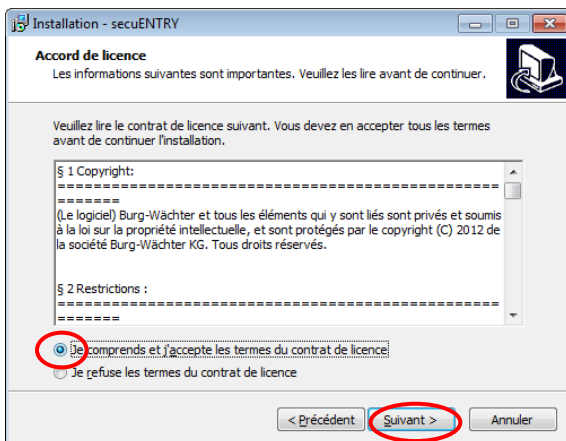 Installation - secuENTRY
Accord de licence
Les informations suivantes sont importantes. Veuillez les lire avant de continuer.
Veuillez lire le contrat de licence suivant. Vous devez en accepter tous les termes
avant de continuer l'installation.
§ 1 Copyright:
=================================================
=======
(Le logiciel) Burg-Wächter et tous les éléments qui y sont liés sont privés et soumis
à la loi sur la propriété intellectuelle, et sont protégés par le copyright (C) 2012 de
la société Burg-Wächter KG. Tous droits réservés.
§ 2 Restrictions :
=================================================
=======
Je comprends et j'accepte les termes du contrat de licence
Je refuse les termes du contrat de licence
< Précédent
Suivant >
Annuler